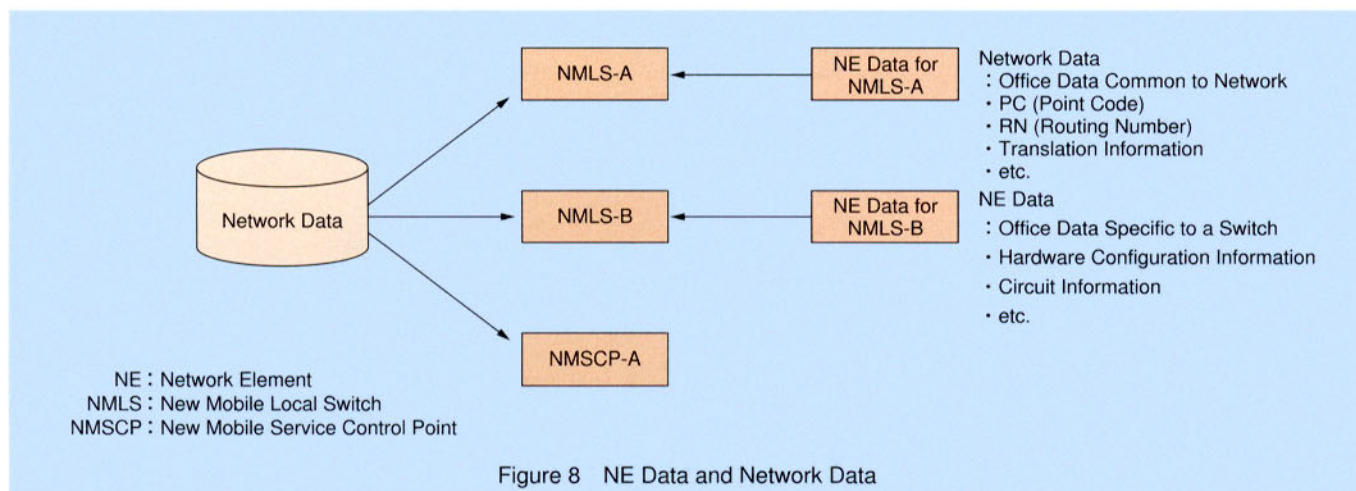 NMLS-A
NE Data for
NMLS-A
Network Data
：Office Data Common to Network
・PC (Point Code)
・RN (Routing Number)
・Translation Information
・etc.
Network Data
NMLS-B
NE Data for
NMLS-B
NE Data
：Office Data Specific to a Switch
・Hardware Configuration Information
・Circuit Information
・etc.
NMSCP-A
NE：Network Element
NMLS：New Mobile Local Switch
NMSCP：New Mobile Service Control Point
Figure 8 NE Data and Network Data